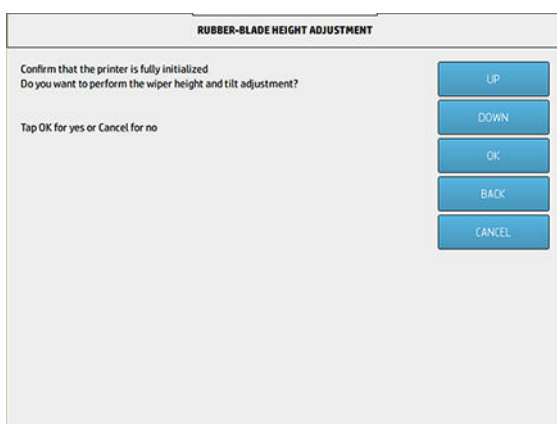 RUBBER-BLADE HEIGHT ADJUSTMENT
Confirm that the printer is fully initialized
Do you want to perform the wiper height and tilt adjustment?
Tap OK for yes or Cancel for no
UP
DOWN
OK
BACK
CANCEL